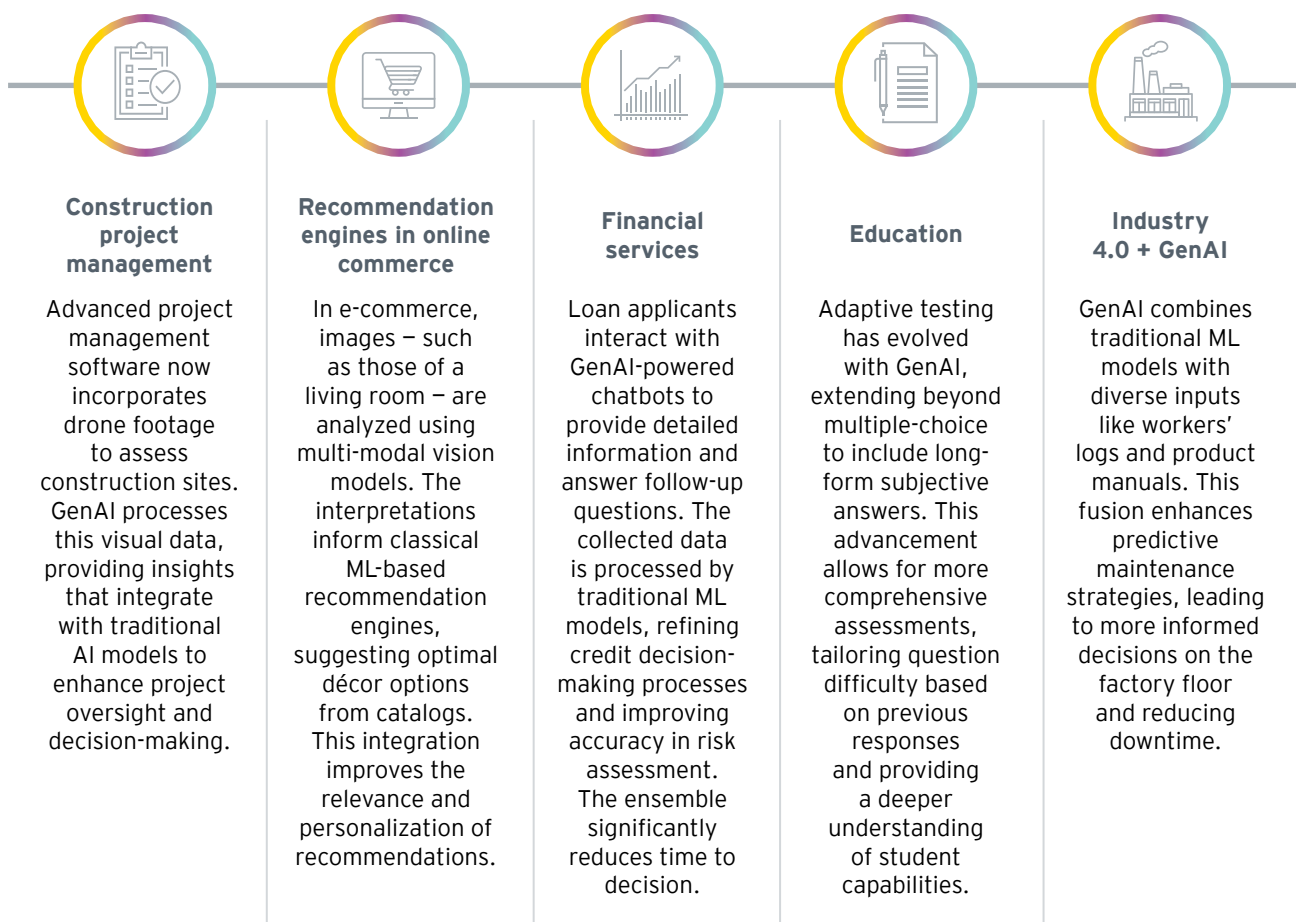 Construction
project
management
Advanced project
management
software now
incorporates
drone footage
to assess
construction sites.
GenAI processes
this visual data,
providing insights
that integrate
with traditional
AI models to
enhance project
oversight and
decision-making.
Recommendation
engines in online
commerce
In e-commerce,
images – such
as those of a
living room – are
analyzed using
multi-modal vision
models. The
interpretations
inform classical
ML-based
recommendation
engines,
suggesting optimal
décor options
from catalogs.
This integration
improves the
relevance and
personalization of
recommendations.
Financial
services
Loan applicants
interact with
GenAI-powered
chatbots to
provide detailed
information and
answer follow-up
questions. The
collected data
is processed by
traditional ML
models, refining
credit decision-
making processes
and improving
accuracy in risk
assessment.
The ensemble
significantly
reduces time to
decision.
Education
Adaptive testing
has evolved
with GenAI,
extending beyond
multiple-choice
to include long-
form subjective
answers. This
advancement
allows for more
comprehensive
assessments,
tailoring question
difficulty based
on previous
responses
and providing
a deeper
understanding
of student
capabilities.
Industry
4.0 + GenAI
GenAI combines
traditional ML
models with
diverse inputs
like workers'
logs and product
manuals. This
fusion enhances
predictive
maintenance
strategies, leading
to more informed
decisions on the
factory floor
and reducing
downtime.